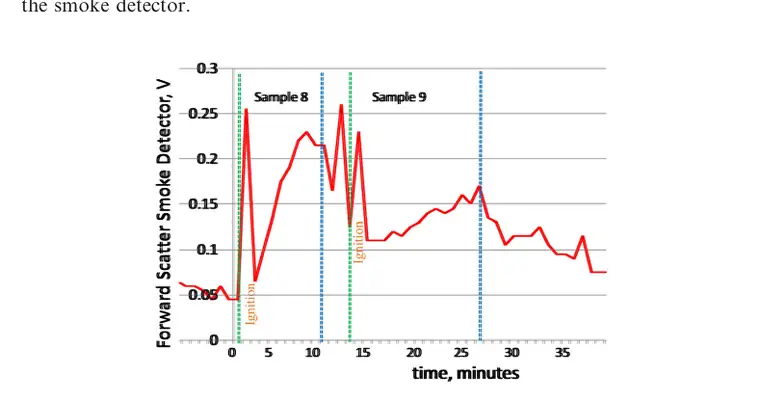 the smoke detector.
0.3
Sample 8 Sample 9
0.25
0.2
0.15
0.1
0.05
0
Ignition
Ignition
0 5 10 15 20 25 30 35
time, minutes
Forward Scatter Smoke Detector, V